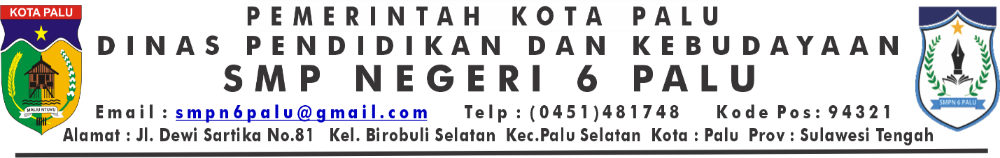 KOTA PALU
MALIU NTUVU
PEMERINTAH KOTA PALU
DINAS PENDIDIKAN DAN KEBUDAYAAN
SMP NEGERI 6 PALU
Email : smpn6palu@gmail.com Telp : (0451)481748 Kode Pos: 94321
Alamat : Jl. Dewi Sartika No.81 Kel. Birobuli Selatan Kec.Palu Selatan Kota : Palu Prov : Sulawesi Tengah
SMPN 6 PALU